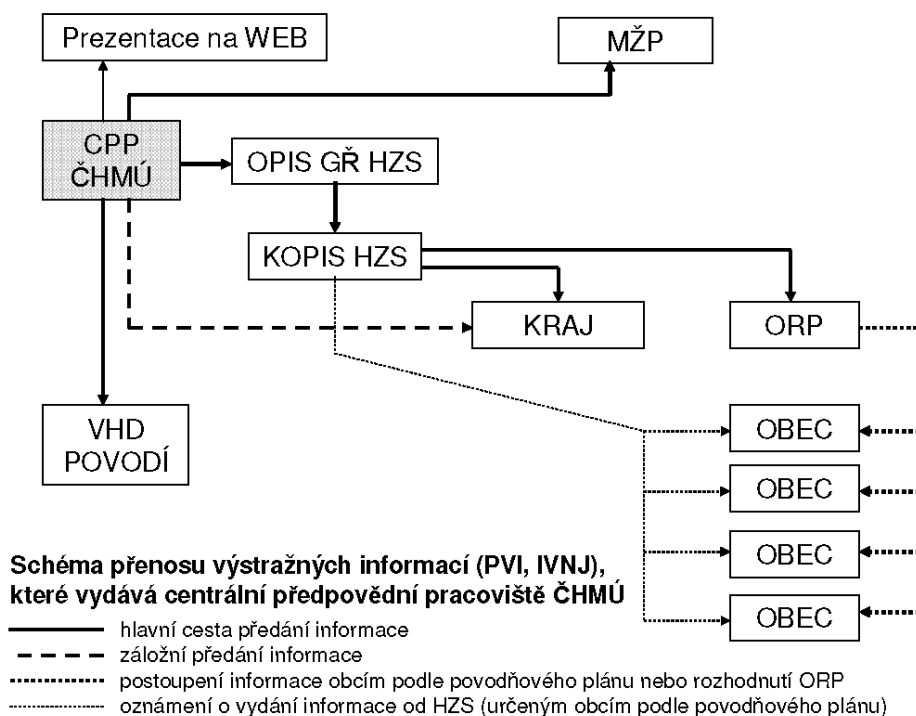 Prezentace na WEB
MŽP
CPP
ČHMÚ
OPIS GŘ HZS
KOPIS HZS
KRAJ
ORP
VHD
POVODÍ
OBEC
OBEC
OBEC
OBEC
Schéma přenosu výstražných informací (PVI, IVNJ),
které vydává centrální předpovědní pracoviště ČHMÚ
hlavní cesta předání informace
záložní předání informace
postoupení informace obcím podle povodňového plánu nebo rozhodnutí ORP
oznámení o vydání informace od HZS (určeným obcím podle povodňového plánu)